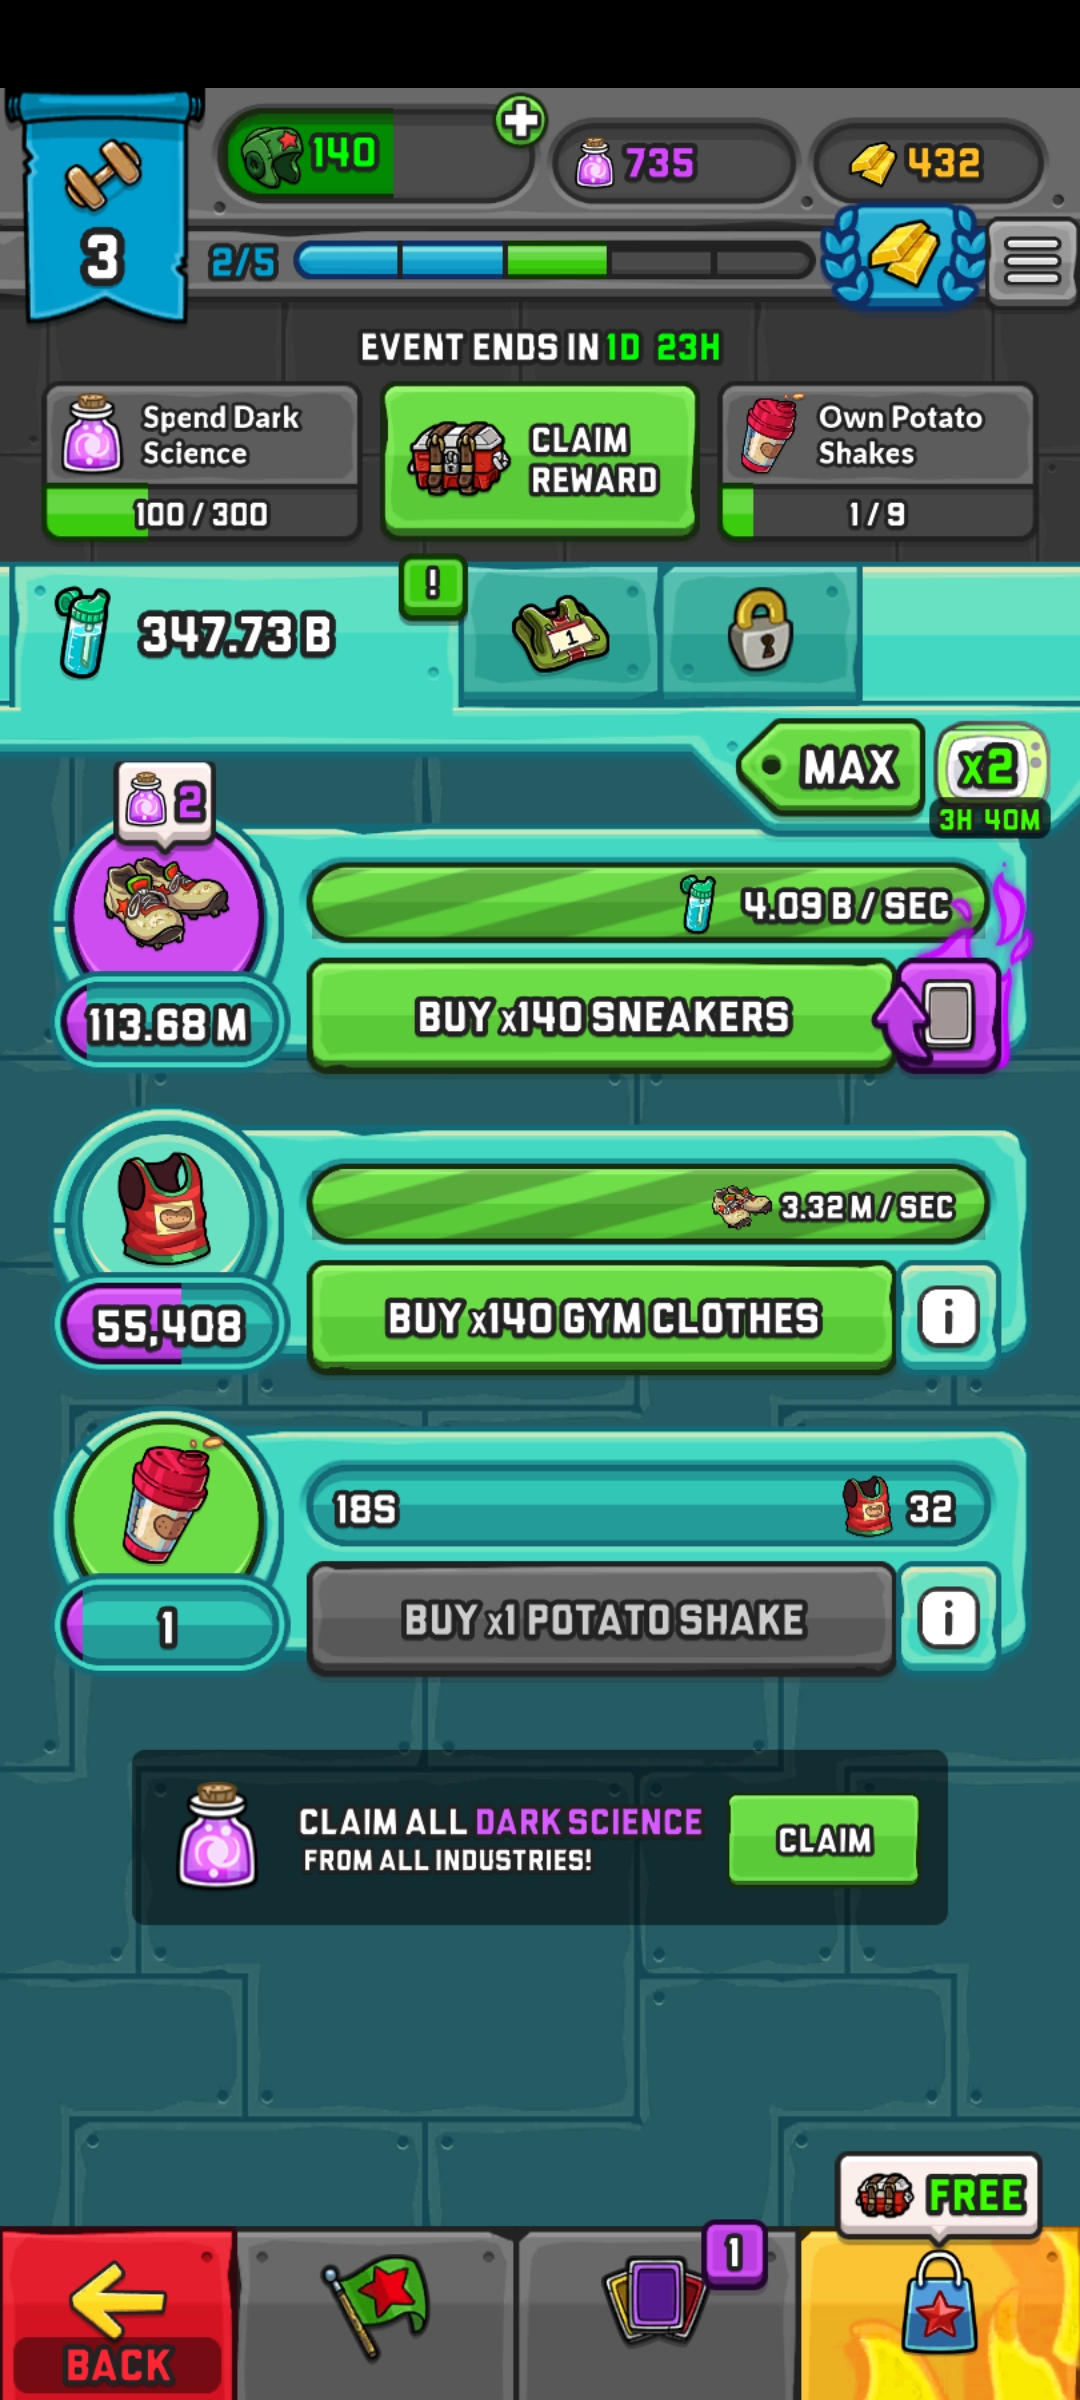 140
735
432
3
2/5
EVENT ENDS IN 1D 23H
Spend Dark
Science
100 / 300
CLAIM
REWARD
Own Potato
Shakes
1 / 9
347.73 B
!
1
MAX
x2
3H 40M
2
4.09 B / SEC
113.68 M
BUY x140 SNEAKERS
3.32 M / SEC
55,408
BUY x140 GYM CLOTHES
i
18S
32
1
BUY x1 POTATO SHAKE
i
CLAIM ALL DARK SCIENCE
FROM ALL INDUSTRIES!
CLAIM
FREE
1
BACK